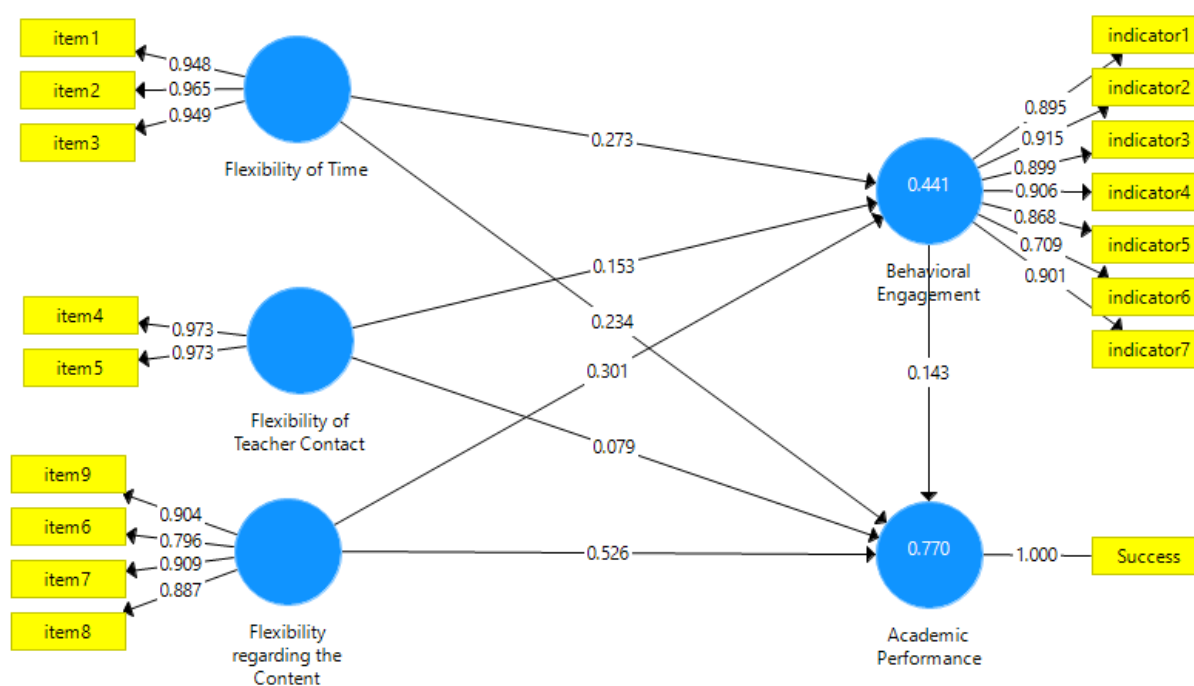 item1
item2
item3
0.948
0.965
0.949
Flexibility of Time
item4
item5
0.973
0.973
Flexibility of
Teacher Contact
item9
item6
item7
item8
0.904
0.796
0.909
0.887
Flexibility
regarding the
Content
0.273
0.153
0.234
0.301
0.079
0.526
0.441
Behavioral
Engagement
0.143
0.895
0.915
0.899
0.906
0.868
0.709
0.901
indicator1
indicator2
indicator3
indicator4
indicator5
indicator6
indicator7
0.770
Academic
Performance
1.000
Success